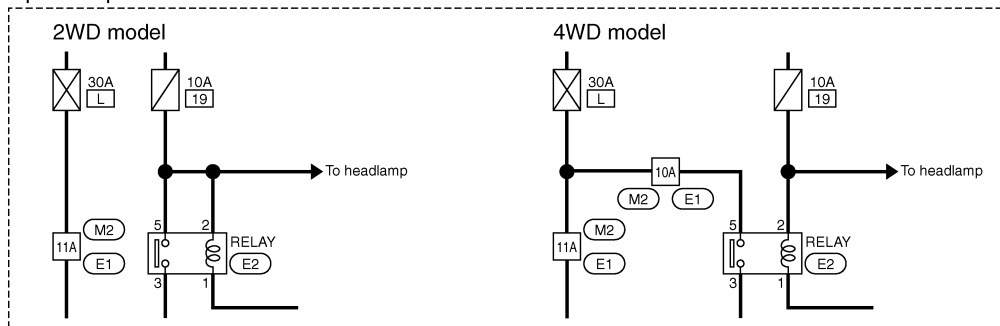 2WD model
30A
L
10A
19
To headlamp
M2
11A
E1
5
2
RELAY
E2
3
1
4WD model
30A
L
10A
19
To headlamp
10A
M2
E1
M2
11A
E1
5
2
RELAY
E2
3
1